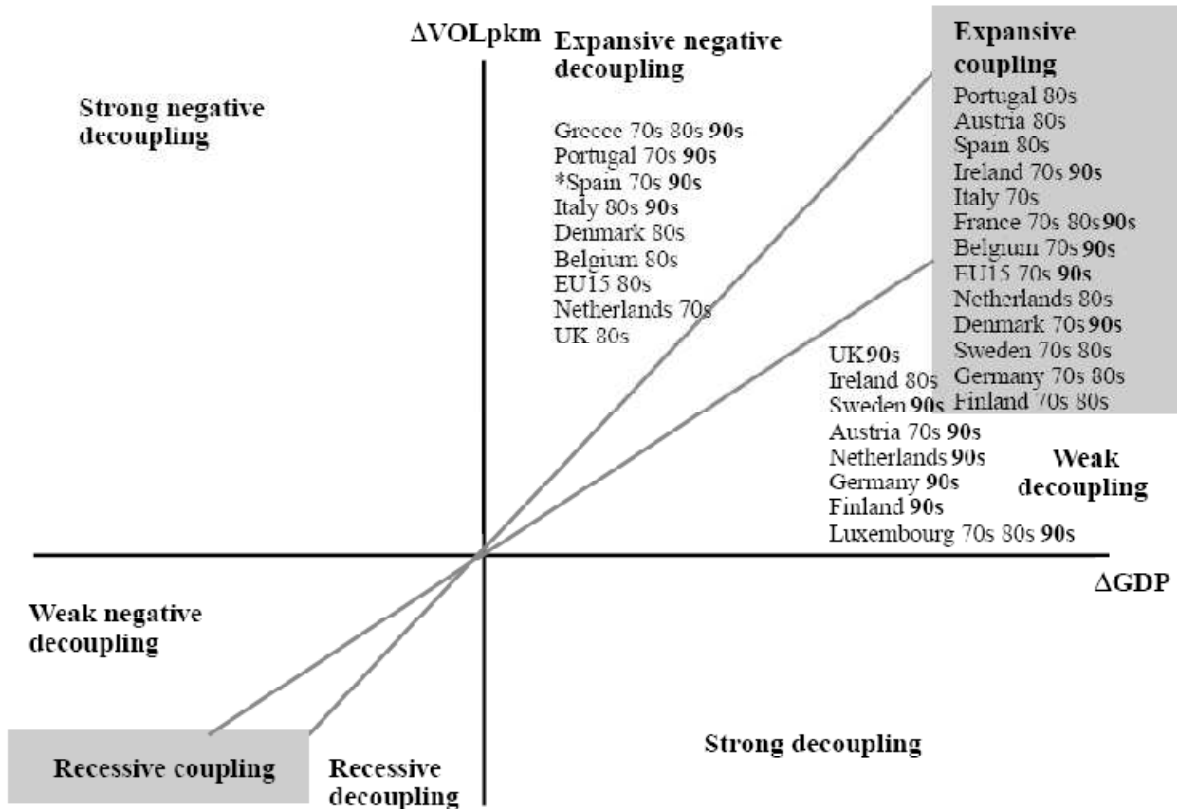 ΔVOLpkm
Expansive negative
decoupling
Expansive
coupling
Strong negative
decoupling
Greece 70s 80s 90s
Portugal 70s 90s
*Spain 70s 90s
Italy 80s 90s
Denmark 80s
Belgium 80s
EU15 80s
Netherlands 70s
UK 80s
Portugal 80s
Austria 80s
Spain 80s
Ireland 70s 90s
Italy 70s
France 70s 80s 90s
Belgium 70s 90s
EU15 70s 90s
Netherlands 80s
Denmark 70s 90s
Sweden 70s 80s
Germany 70s 80s
Finland 70s 80s
UK 90s
Ireland 80s
Sweden 90s
Austria 70s 90s
Netherlands 90s
Germany 90s
Finland 90s
Luxembourg 70s 80s 90s
Weak
decoupling
ΔGDP
Weak negative
decoupling
Recessive coupling
Recessive
decoupling
Strong decoupling